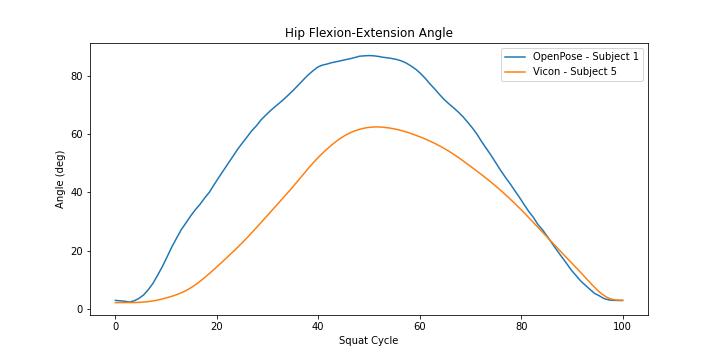 Hip Flexion-Extension Angle
OpenPose - Subject 1
Vicon - Subject 5
Angle (deg)
80
60
40
20
0
0 20 40 60 80 100
Squat Cycle